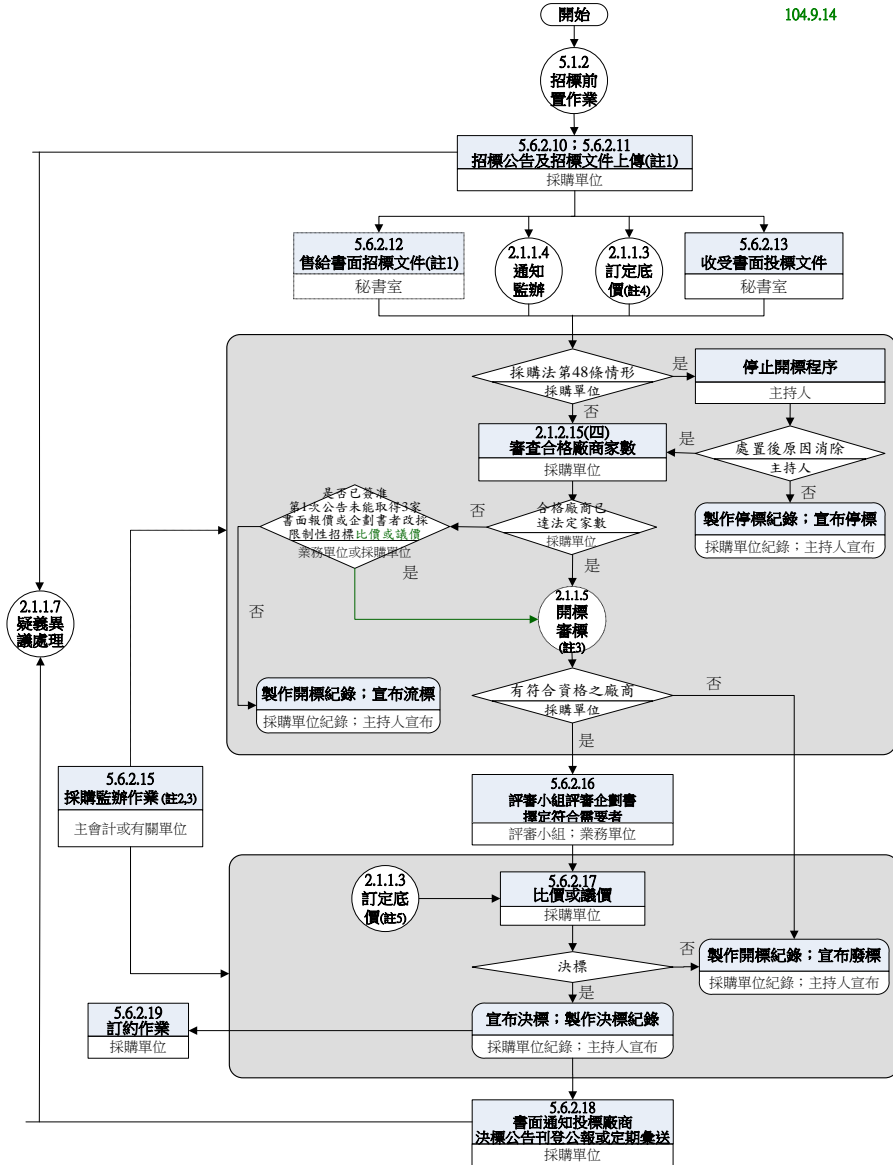 開始
104.9.14
5.1.2
招標前
置作業
5.6.2.10；5.6.2.11
招標公告及招標文件上傳(註1)
採購單位
5.6.2.12
售給書面招標文件(註1)
秘書室
2.1.1.4
通知
監辦
2.1.1.3
訂定底
價(註4)
5.6.2.13
收受書面投標文件
秘書室
採購法第48條情形
採購單位
是
停止開標程序
主持人
否
2.1.2.15(四)
審查合格廠商家數
採購單位
是
處置後原因消除
主持人
否
製作停標紀錄；宣布停標
採購單位紀錄；主持人宣布
是否已簽准
第1次公告未能取得3家
書面報價或企劃書者改採
限制性招標比價或議價
業務單位或採購單位
否
合格廠商已
達法定家數
採購單位
是
是
否
2.1.1.5
開標
審標
(註3)
2.1.1.7
疑義異
議處理
製作開標紀錄；宣布流標
採購單位紀錄；主持人宣布
有符合資格之廠商
採購單位
否
是
5.6.2.15
採購監辦作業(註2,3)
主會計或有關單位
5.6.2.16
評審小組評審企劃書
擇定符合需要者
評審小組；業務單位
2.1.1.3
訂定底
價(註5)
5.6.2.17
比價或議價
採購單位
決標
否
製作開標紀錄；宣布廢標
採購單位紀錄；主持人宣布
是
5.6.2.19
訂約作業
採購單位
宣布決標；製作決標紀錄
採購單位紀錄；主持人宣布
5.6.2.18
書面通知投標廠商
決標公告刊登公報或定期彙送
採購單位